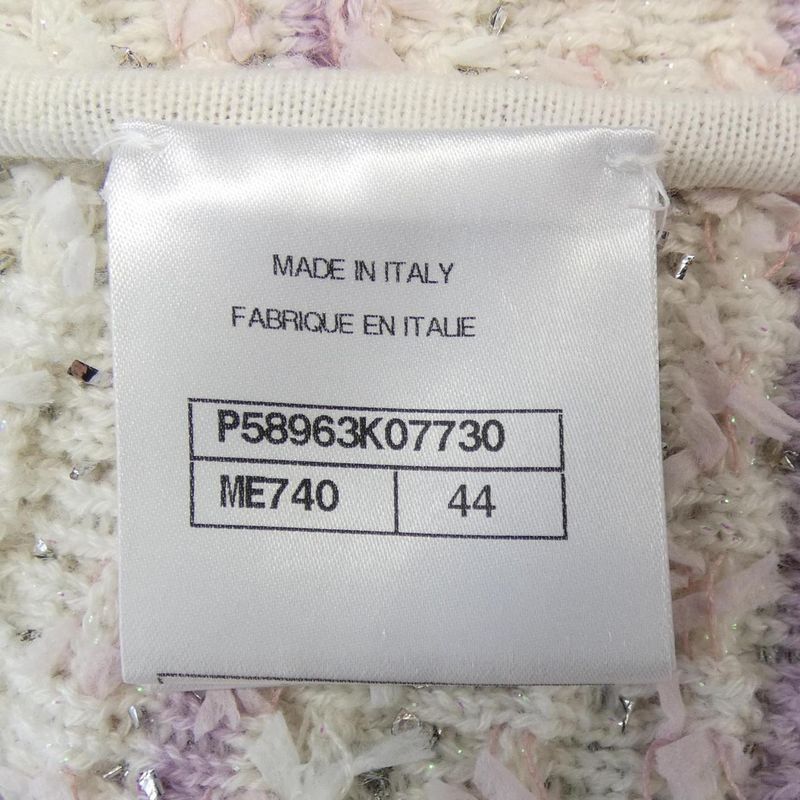 MADE IN ITALY
FABRIQUE EN ITALIE
P58963K07730
ME740 44